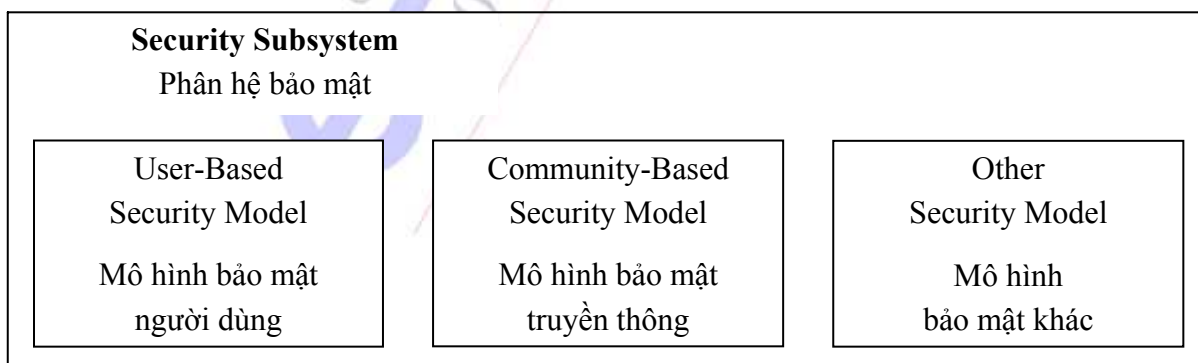 Security Subsystem
Phân hệ bảo mật
User-Based
Security Model
Mô hình bảo mật
người dùng
Community-Based
Security Model
Mô hình bảo mật
truyền thông
Other
Security Model
Mô hình
bảo mật khác